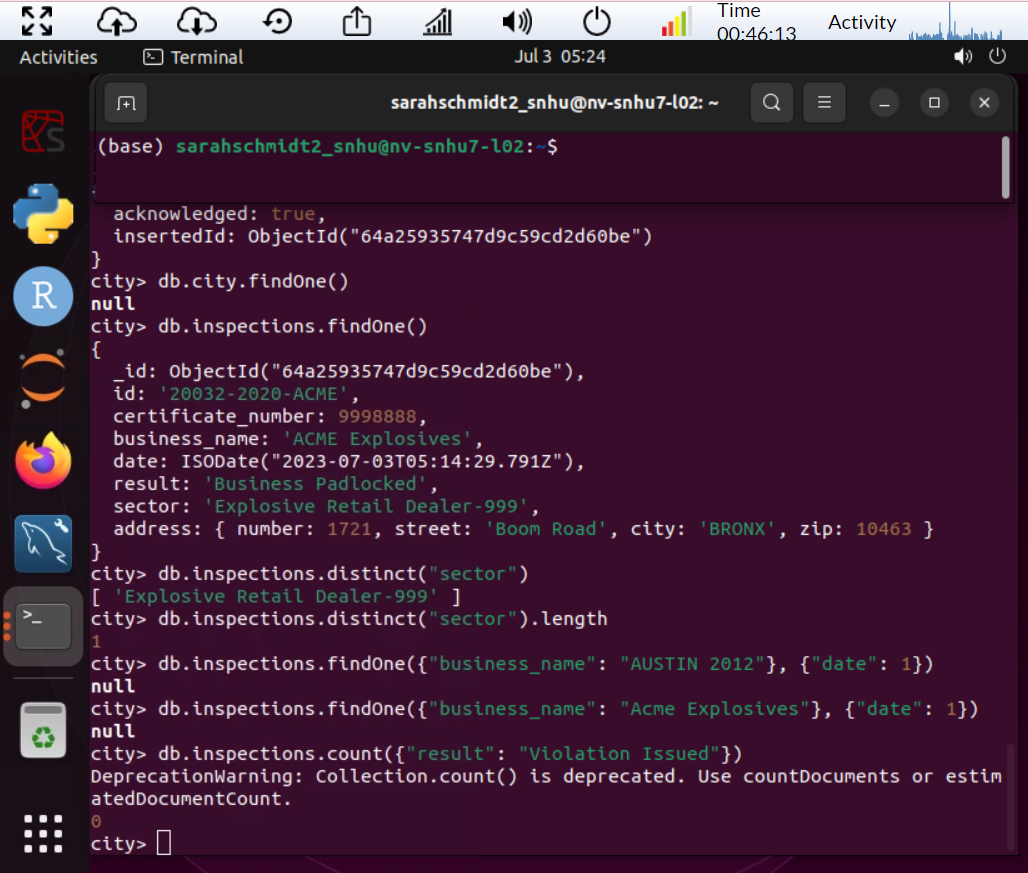 Time
00:46:13
Activity
Activities
Terminal
Jul 3 05:24
sarahschmidt2_snhu@nv-snhu7-l02: ~
(base) sarahschmidt2_snhu@nv-snhu7-l02:~$
acknowledged: true,
insertedId: ObjectId("64a25935747d9c59cd2d60be")
}
city> db.city.findOne()
null
city> db.inspections.findOne()
{
_id: ObjectId("64a25935747d9c59cd2d60be"),
id: '20032-2020-ACME',
certificate_number: 9998888,
business_name: 'ACME Explosives',
date: ISODate("2023-07-03T05:14:29.791Z"),
result: 'Business Padlocked',
sector: 'Explosive Retail Dealer-999',
address: { number: 1721, street: 'Boom Road', city: 'BRONX', zip: 10463 }
}
city> db.inspections.distinct("sector")
[ 'Explosive Retail Dealer-999' ]
city> db.inspections.distinct("sector").length
1
city> db.inspections.findOne({"business_name": "AUSTIN 2012"}, {"date": 1})
null
city> db.inspections.findOne({"business_name": "Acme Explosives"}, {"date": 1})
null
city> db.inspections.count({"result": "Violation Issued"})
DeprecationWarning: Collection.count() is deprecated. Use countDocuments or estim
atedDocumentCount.
0
city>